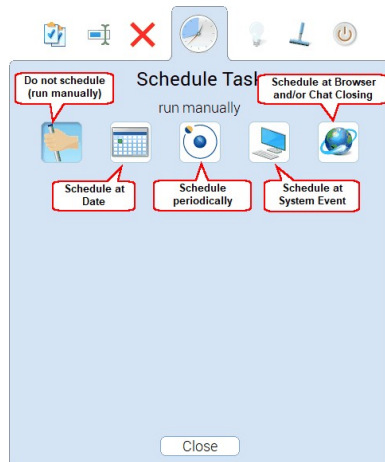 Do not schedule
(run manually)
Schedule Task
Schedule at Browser
and/or Chat Closing
run manually
Schedule at
Date
Schedule
periodically
Schedule at
System Event
Close